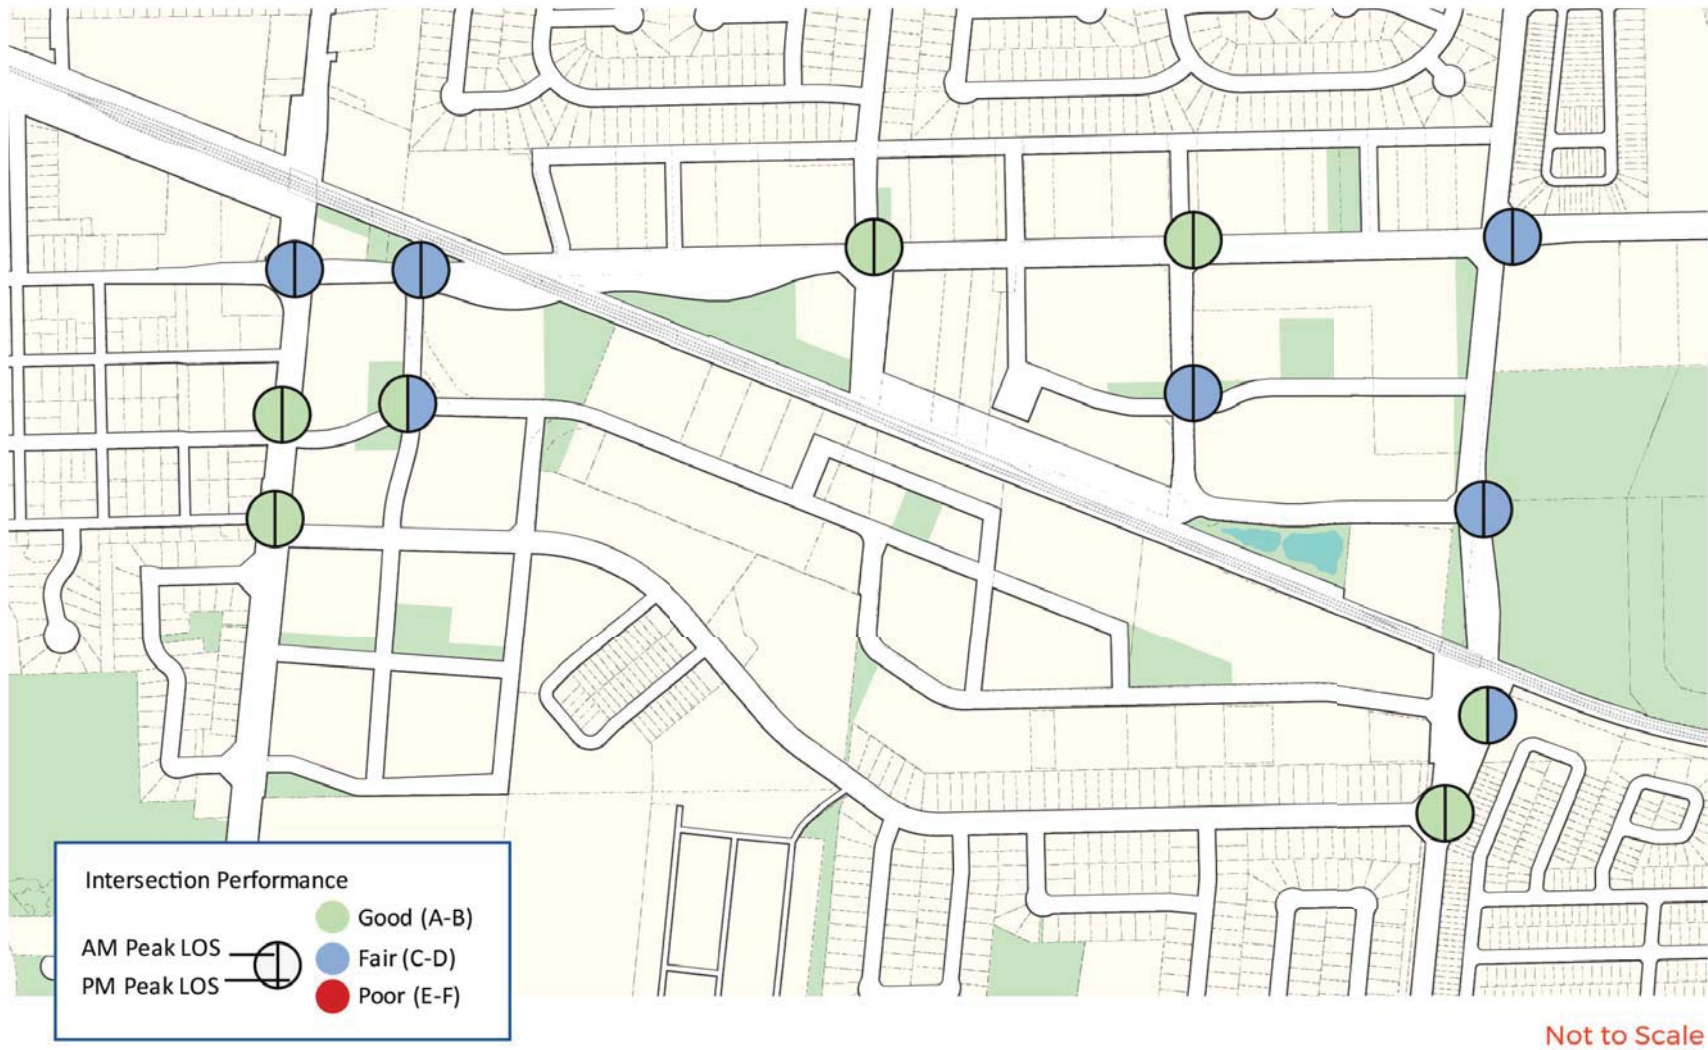 Intersection Performance
Good (A-B)
AM Peak LOS
Fair (C-D)
PM Peak LOS
Poor (E-F)
Not to Scale